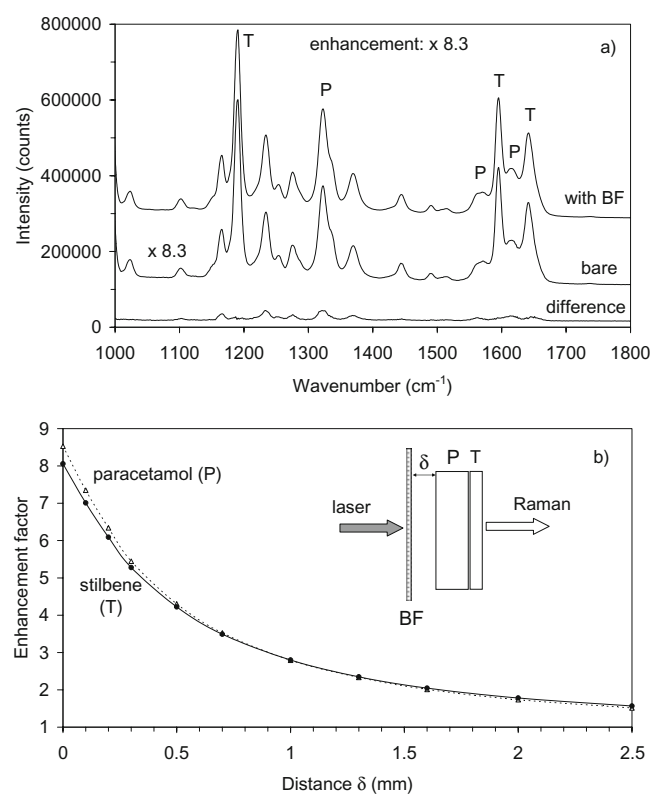 800000
600000
400000
200000
0
Intensity (counts)
enhancement: x 8.3
a)
T
P
T
T
P
P
with BF
x 8.3
bare
difference
1000 1100 1200 1300 1400 1500 1600 1700 1800
Wavenumber (cm⁻¹)
9
8
7
6
5
4
3
2
1
Enhancement factor
b)
paracetamol (P)
stilbene
(T)
δ
P T
laser
Raman
BF
0 0.5 1 1.5 2 2.5
Distance δ (mm)